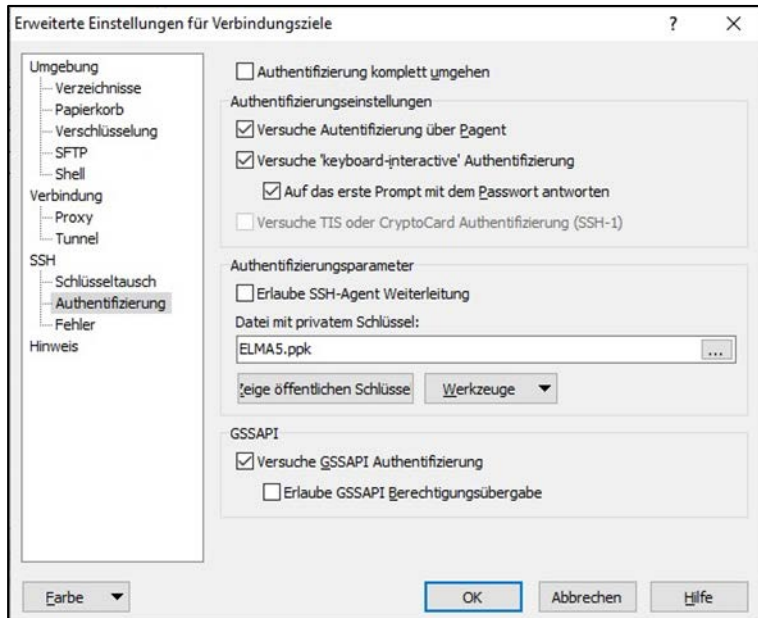 Erweiterte Einstellungen für Verbindungsziele ? ×
Umgebung
Verzeichnisse
Papierkorb
Verschlüsselung
SFTP
Shell
Verbindung
Proxy
Tunnel
SSH
Schlüsseltausch
Authentifizierung
Fehler
Hinweis
Authentifizierung komplett umgehen
Authentifizierungseinstellungen
Versuche Autentifizierung über Pagent
Versuche 'keyboard-interactive' Authentifizierung
Auf das erste Prompt mit dem Passwort antworten
Versuche TIS oder CryptoCard Authentifizierung (SSH-1)
Authentifizierungsparameter
Erlaube SSH-Agent Weiterleitung
Datei mit privatem Schlüssel:
ELMA5.ppk ...
Zeige öffentlichen Schlüsse Werkzeuge
GSSAPI
Versuche GSSAPI Authentifizierung
Erlaube GSSAPI Berechtigungsübergabe
Farbe OK Abbrechen Hilfe